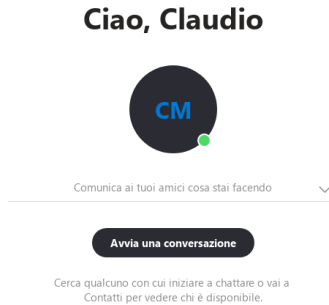 Ciao, Claudio
CM
Comunica ai tuoi amici cosa stai facendo
Avvia una conversazione
Cerca qualcuno con cui iniziare a chattare o vai a
Contatti per vedere chi è disponibile.